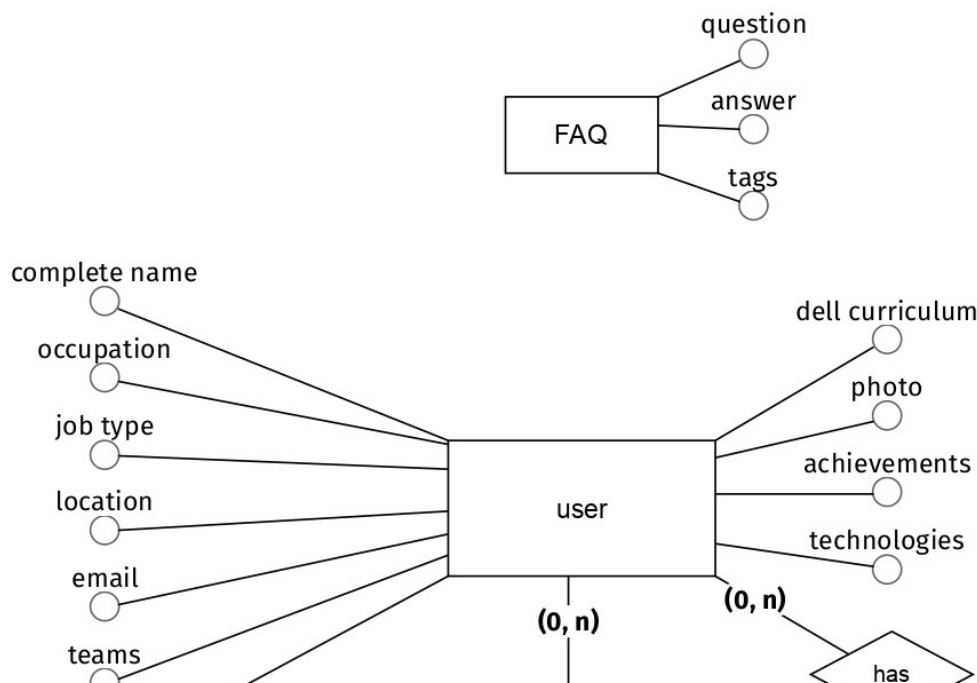 question
answer
FAQ
tags
complete name
dell curriculum
occupation
photo
job type
achievements
location
user
technologies
email
(0, n)
(0, n)
teams
has